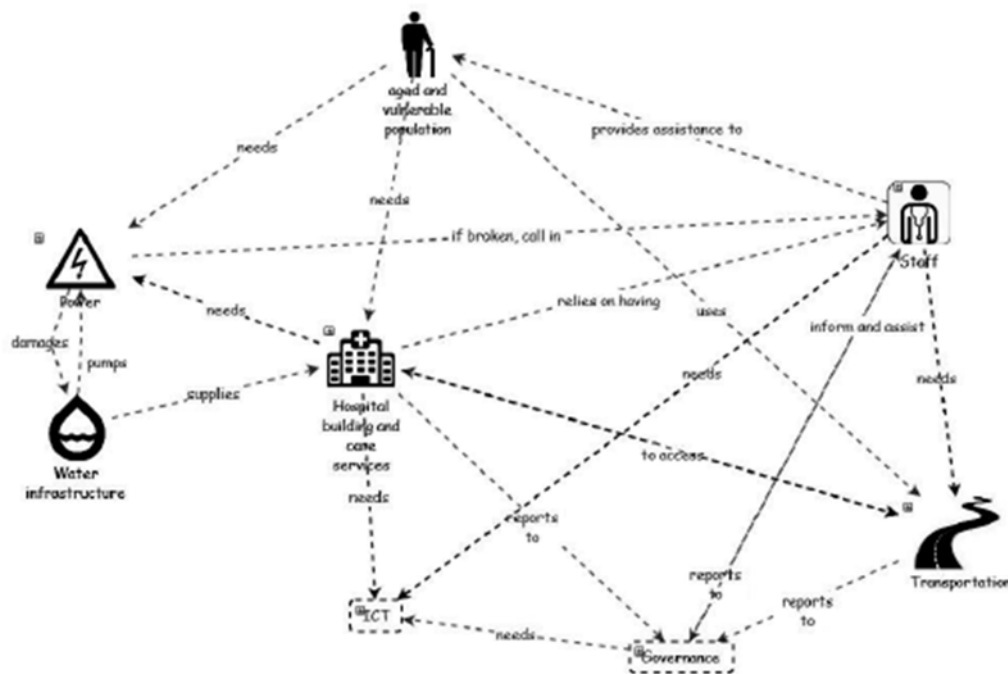 aged and
vulnerable
population
provides assistance to
needs
needs
if broken, call in
Staff
Power
needs
relies on having
uses
inform and assist
damages
pumps
supplies
needs
needs
Hospital
building and
care
services
to access
Water
infrastructure
needs
reports
to
reports
to
Transportation
reports
to
ICT
needs
Governance